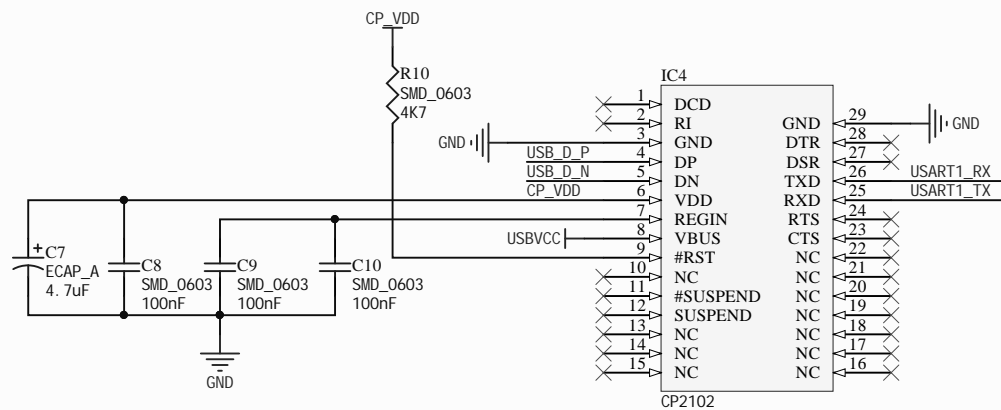 CP_VDD
R10
SMD_0603
4K7
IC4
1 DCD
2 RI
GND 3 GND
USB_D_P 4 DP
USB_D_N 5 DN
CP_VDD 6 VDD
7 REGIN
USBVCC 8 VBUS
9 #RST
10 NC
11 #SUSPEND
12 SUSPEND
13 NC
14 NC
15 NC
GND 29 GND
DTR 28
DSR 27
TXD 26 USART1_RX
RXD 25 USART1_TX
RTS 24
CTS 23
NC 22
NC 21
NC 20
NC 19
NC 18
NC 17
NC 16
CP2102
+
C7
ECAP_A
4.7uF
C8
SMD_0603
100nF
C9
SMD_0603
100nF
C10
SMD_0603
100nF
GND